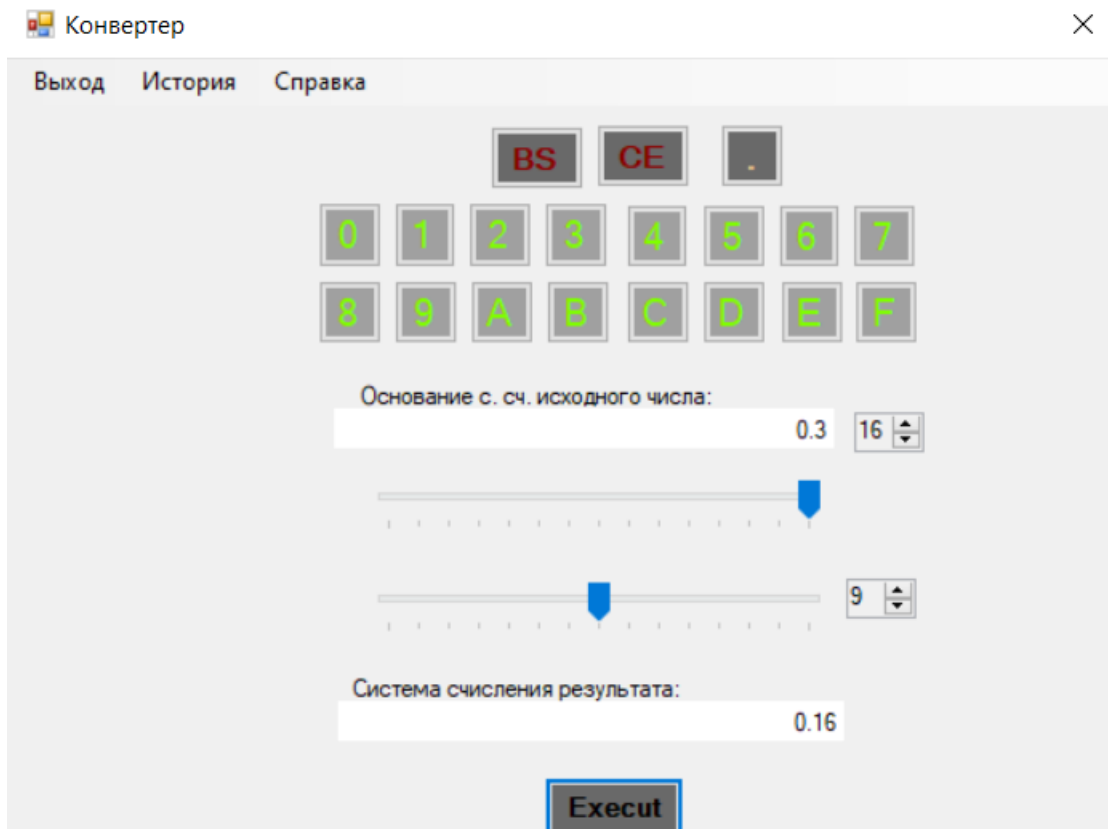 Конвертер
Выход История Справка
BS CE .
0 1 2 3 4 5 6 7
8 9 A B C D E F
Основание с. сч. исходного числа:
0.3 16
9
Система счисления результата:
0.16
Execut